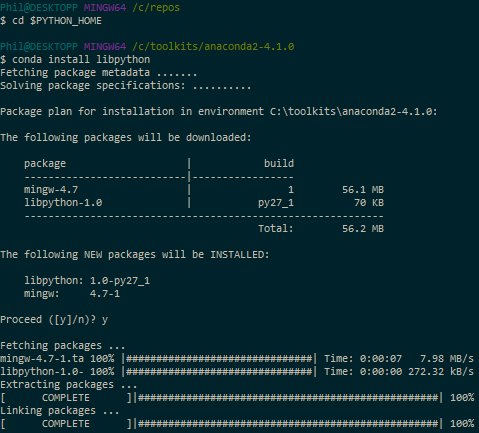 Phil@DESKTOPP MINGW64 /c/repos
$ cd $PYTHON_HOME
Phil@DESKTOPP MINGW64 /c/toolkits/anaconda2-4.1.0
$ conda install libpython
Fetching package metadata .......
Solving package specifications: ..........
Package plan for installation in environment C:\toolkits\anaconda2-4.1.0:
The following packages will be downloaded:
package | build
---------------------------|-----------------
mingw-4.7 | 1 56.1 MB
libpython-1.0 | py27_1 70 KB
------------------------------------------------------------
Total: 56.2 MB
The following NEW packages will be INSTALLED:
libpython: 1.0-py27_1
mingw: 4.7-1
Proceed ([y]/n)? y
Fetching packages ...
mingw-4.7-1.ta 100% |###############################| Time: 0:00:07 7.98 MB/s
libpython-1.0- 100% |###############################| Time: 0:00:00 272.32 kB/s
Extracting packages ...
[ COMPLETE ]|##################################################| 100%
Linking packages ...
[ COMPLETE ]|##################################################| 100%